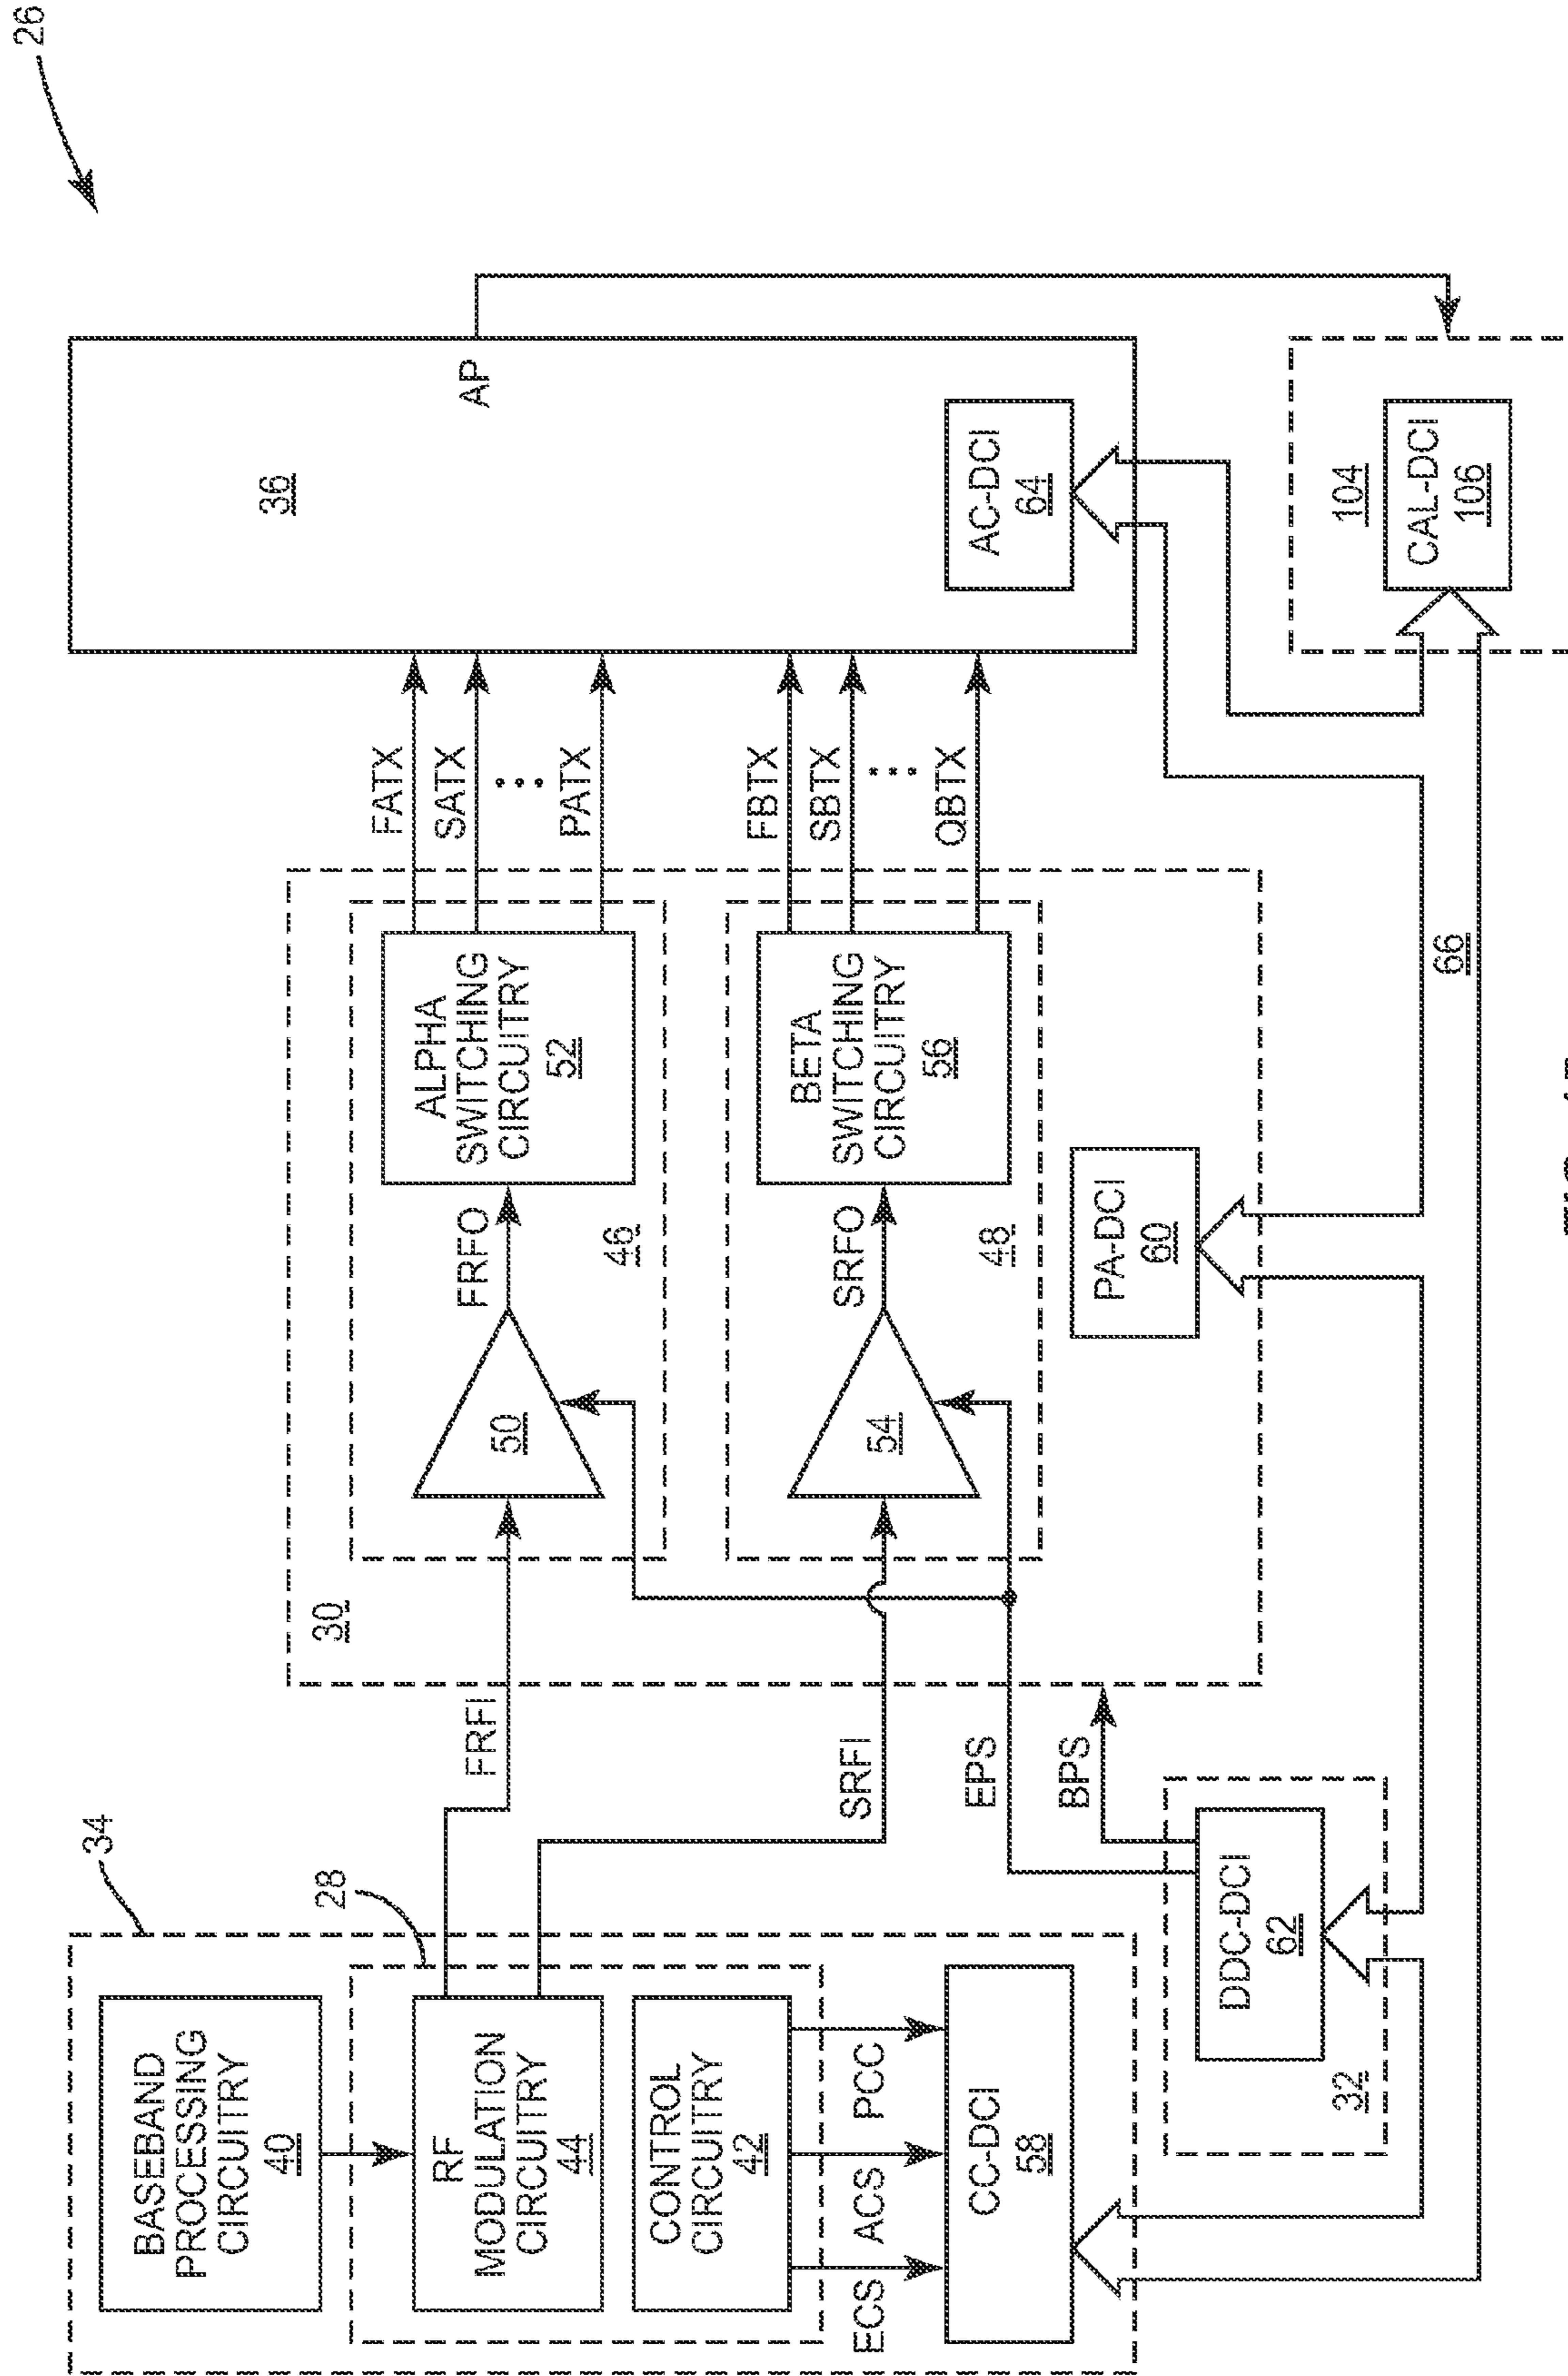 26
34
BASEBAND
PROCESSING
CIRCUITRY
40
28
RF
MODULATION
CIRCUITRY
44
CONTROL
CIRCUITRY
42
ECS
ACS
PCC
CC-DCI
58
FRFI
SRFI
EPS
BPS
DDC-DCI
62
32
30
50
FRFO
ALPHA
SWITCHING
CIRCUITRY
52
46
54
SRFO
BETA
SWITCHING
CIRCUITRY
56
48
PA-DCI
60
FATX
SATX
PATX
FBTX
SBTX
QBTX
36
AP
AC-DCI
64
66
104
CAL-DCI
106